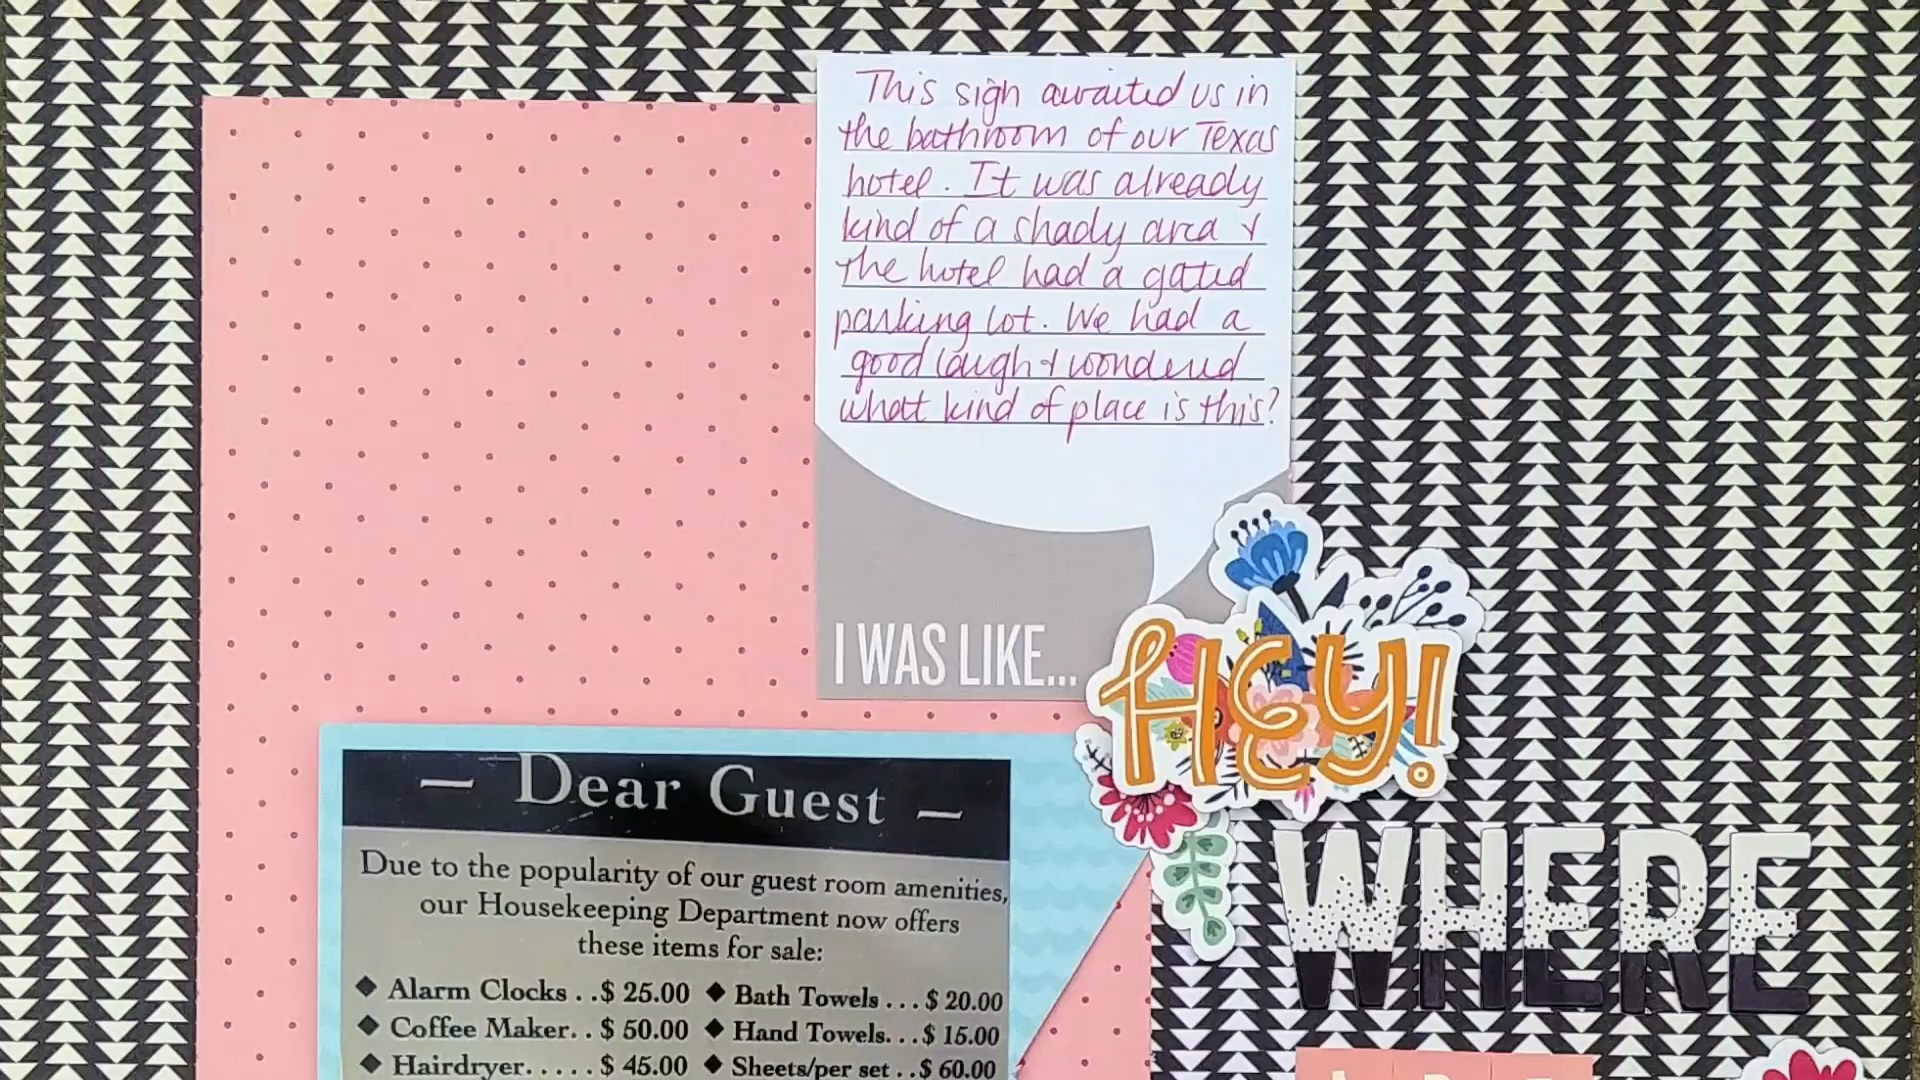 This sign awaited us in
the bathroom of our Texas
hotel. It was already
kind of a shady area &
the hotel had a gated
parking lot. We had a
good laugh & wondered
what kind of place is this?
I WAS LIKE...
HEY!
— Dear Guest —
Due to the popularity of our guest room amenities,
our Housekeeping Department now offers
these items for sale:
◆ Alarm Clocks . . $ 25.00 ◆ Bath Towels . . . $ 20.00
◆ Coffee Maker. . $ 50.00 ◆ Hand Towels. . . $ 15.00
◆ Hairdryer. . . . . $ 45.00 ◆ Sheets/per set . . $ 60.00
WHERE